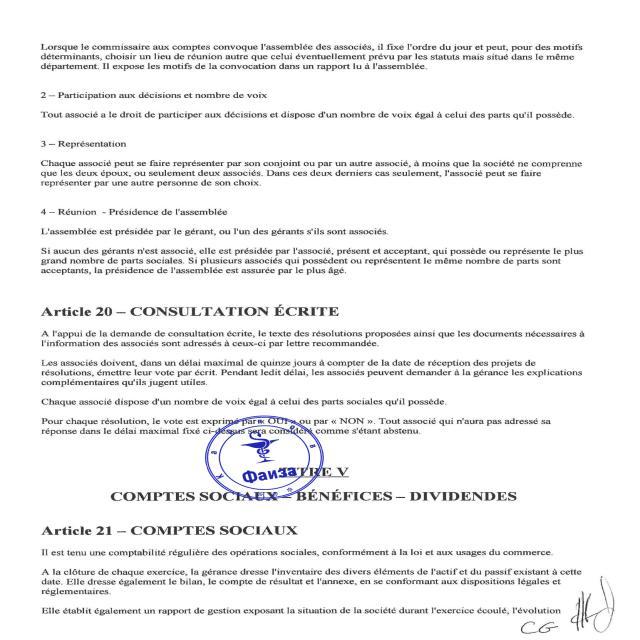 Lorsque le commissaire aux comptes convoque l'assemblée des associés, il fixe l'ordre du jour et peut, pour des motifs
déterminants, choisir un lieu de réunion autre que celui éventuellement prévu par les statuts mais situé dans le même
département. Il expose les motifs de la convocation dans un rapport lu à l'assemblée.
2 – Participation aux décisions et nombre de voix
Tout associé a le droit de participer aux décisions et dispose d'un nombre de voix égal à celui des parts qu'il possède.
3 – Représentation
Chaque associé peut se faire représenter par son conjoint ou par un autre associé, à moins que la société ne comprenne
que les deux époux, ou seulement deux associés. Dans ces deux derniers cas seulement, l'associé peut se faire
représenter par une autre personne de son choix.
4 – Réunion - Présidence de l'assemblée
L'assemblée est présidée par le gérant, ou l'un des gérants s'ils sont associés.
Si aucun des gérants n'est associé, elle est présidée par l'associé, présent et acceptant, qui possède ou représente le plus
grand nombre de parts sociales. Si plusieurs associés qui possèdent ou représentent le même nombre de parts sont
acceptants, la présidence de l'assemblée est assurée par le plus âgé.
Article 20 – CONSULTATION ÉCRITE
A l'appui de la demande de consultation écrite, le texte des résolutions proposées ainsi que les documents nécessaires à
l'information des associés sont adressés à ceux-ci par lettre recommandée.
Les associés doivent, dans un délai maximal de quinze jours à compter de la date de réception des projets de
résolutions, émettre leur vote par écrit. Pendant ledit délai, les associés peuvent demander à la gérance les explications
complémentaires qu'ils jugent utiles.
Chaque associé dispose d'un nombre de voix égal à celui des parts sociales qu'il possède.
Pour chaque résolution, le vote est exprimé par « OUI » ou par « NON ». Tout associé qui n'aura pas adressé sa
réponse dans le délai maximal fixé ci-dessus sera considéré comme s'étant abstenu.
Фаиза
TITRE V
COMPTES SOCIAUX – BÉNÉFICES – DIVIDENDES
Article 21 – COMPTES SOCIAUX
Il est tenu une comptabilité régulière des opérations sociales, conformément à la loi et aux usages du commerce.
A la clôture de chaque exercice, la gérance dresse l'inventaire des divers éléments de l'actif et du passif existant à cette
date. Elle dresse également le bilan, le compte de résultat et l'annexe, en se conformant aux dispositions légales et
réglementaires.
Elle établit également un rapport de gestion exposant la situation de la société durant l'exercice écoulé, l'évolution
CG